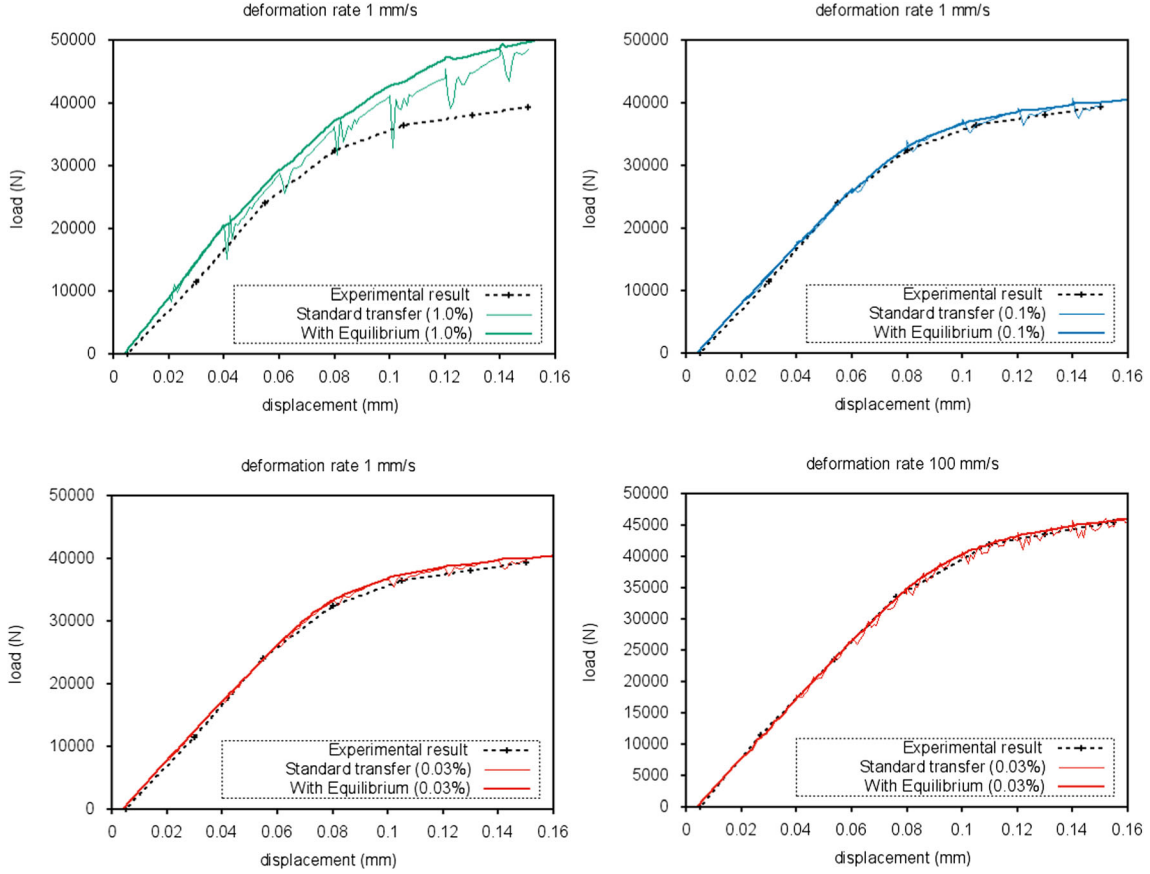 deformation rate 1 mm/s
50000
40000
30000
20000
10000
0
load (N)
Experimental result
Standard transfer (1.0%)
With Equilibrium (1.0%)
0 0.02 0.04 0.06 0.08 0.1 0.12 0.14 0.16
displacement (mm)
deformation rate 1 mm/s
50000
40000
30000
20000
10000
0
load (N)
Experimental result
Standard transfer (0.1%)
With Equilibrium (0.1%)
0 0.02 0.04 0.06 0.08 0.1 0.12 0.14 0.16
displacement (mm)
deformation rate 1 mm/s
50000
40000
30000
20000
10000
0
load (N)
Experimental result
Standard transfer (0.03%)
With Equilibrium (0.03%)
0 0.02 0.04 0.06 0.08 0.1 0.12 0.14 0.16
displacement (mm)
deformation rate 100 mm/s
50000
45000
40000
35000
30000
25000
20000
15000
10000
5000
0
load (N)
Experimental result
Standard transfer (0.03%)
With Equilibrium (0.03%)
0 0.02 0.04 0.06 0.08 0.1 0.12 0.14 0.16
displacement (mm)